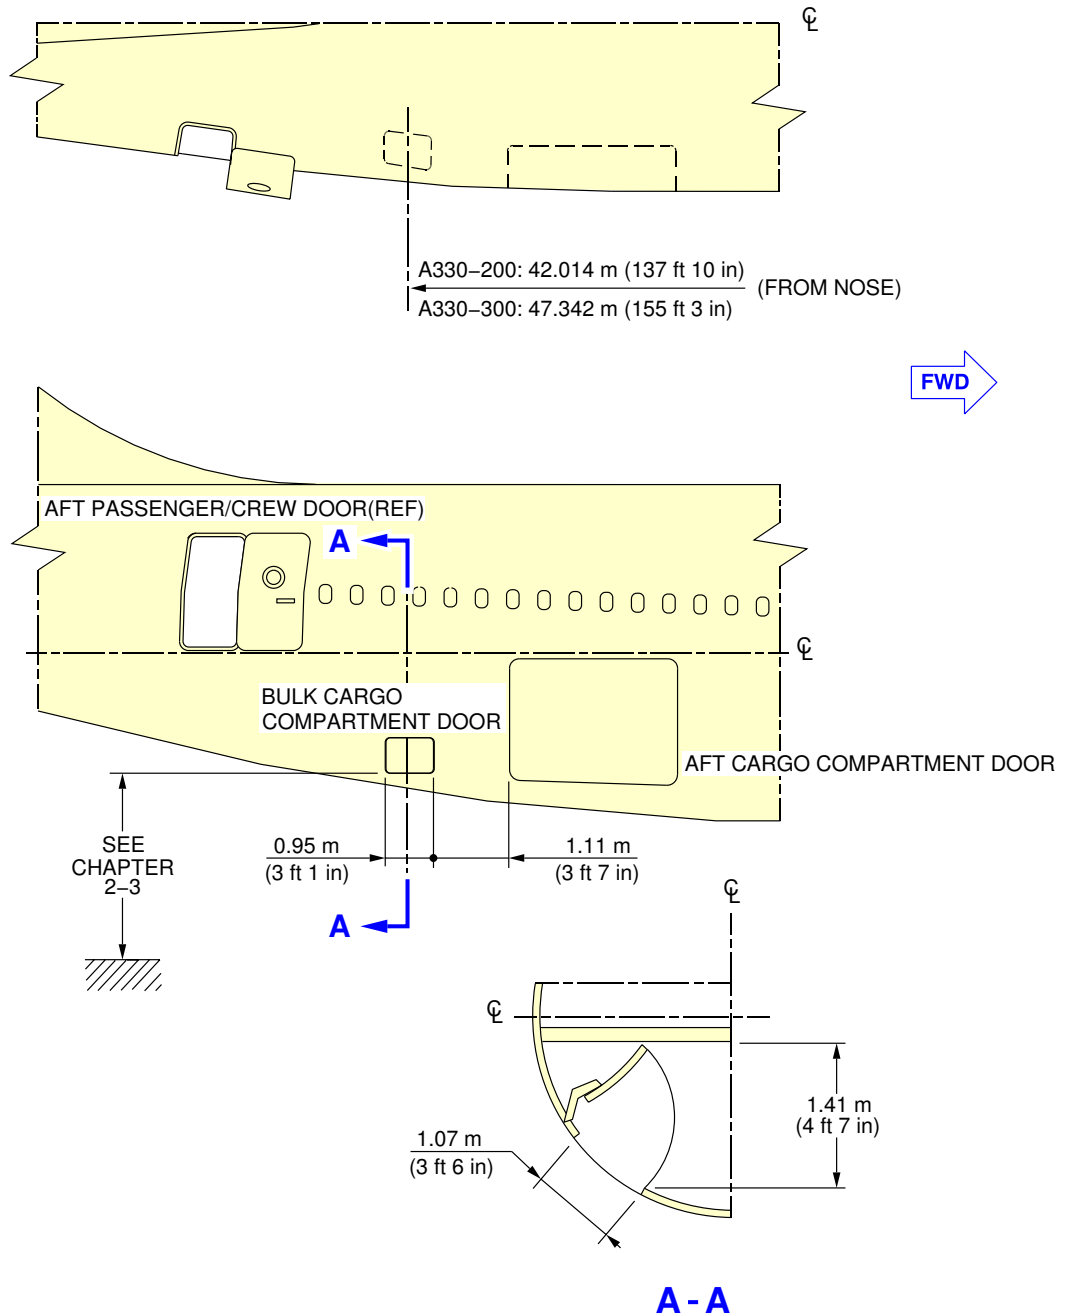 ℄
A330−200: 42.014 m (137 ft 10 in)
(FROM NOSE)
A330−300: 47.342 m (155 ft 3 in)
FWD
AFT PASSENGER/CREW DOOR(REF)
A
℄
BULK CARGO
COMPARTMENT DOOR
AFT CARGO COMPARTMENT DOOR
SEE
CHAPTER
2−3
0.95 m
(3 ft 1 in)
1.11 m
(3 ft 7 in)
A
℄
℄
1.41 m
(4 ft 7 in)
1.07 m
(3 ft 6 in)
A - A